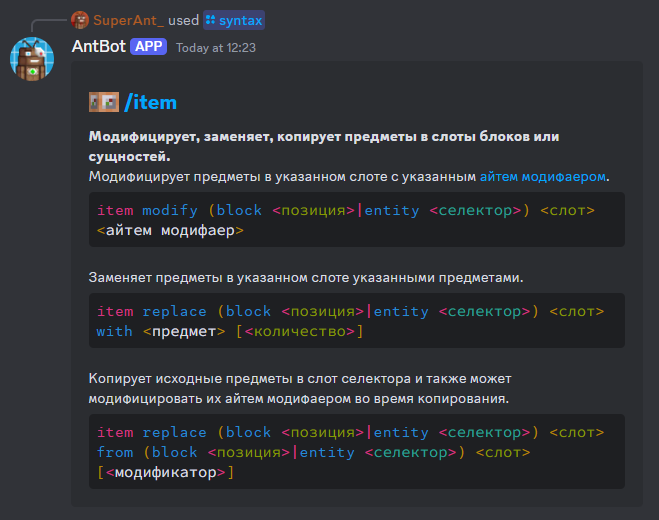 SuperAnt_ used syntax
AntBot APP Today at 12:23
/item
Модифицирует, заменяет, копирует предметы в слоты блоков или
сущностей.
Модифицирует предметы в указанном слоте с указанным айтем модифаером.
item modify (block <позиция>|entity <селектор>) <слот>
<айтем модифаер>
Заменяет предметы в указанном слоте указанными предметами.
item replace (block <позиция>|entity <селектор>) <слот>
with <предмет> [<количество>]
Копирует исходные предметы в слот селектора и также может
модифицировать их айтем модифаером во время копирования.
item replace (block <позиция>|entity <селектор>) <слот>
from (block <позиция>|entity <селектор>) <слот>
[<модификатор>]